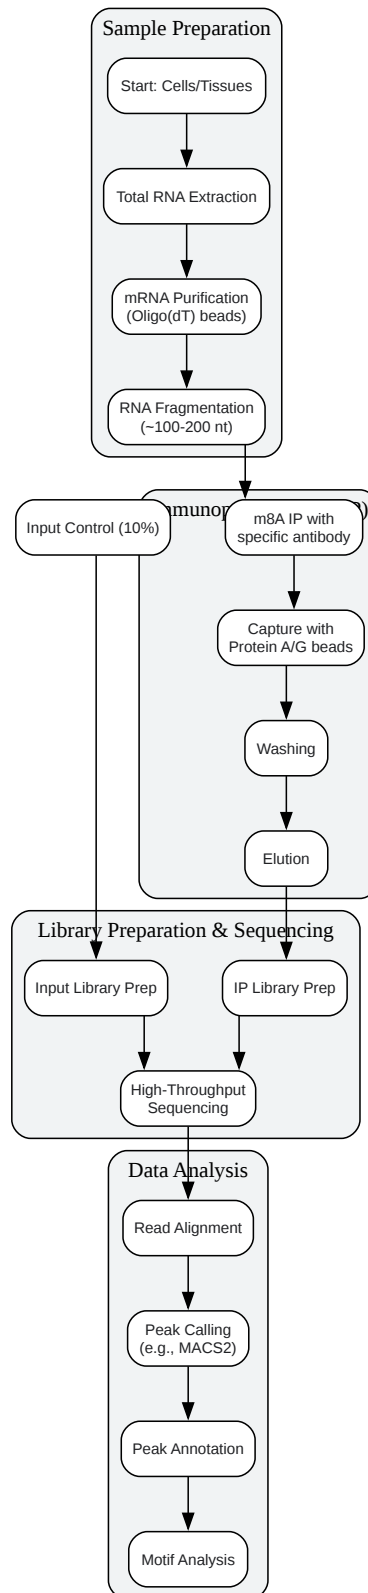 Sample Preparation
Start: Cells/Tissues
Total RNA Extraction
mRNA Purification
(Oligo(dT) beads)
RNA Fragmentation
(~100-200 nt)
Input Control (10%)
m8A IP with
specific antibody
Capture with
Protein A/G beads
Washing
Elution
Library Preparation & Sequencing
Input Library Prep
IP Library Prep
High-Throughput
Sequencing
Data Analysis
Read Alignment
Peak Calling
(e.g., MACS2)
Peak Annotation
Motif Analysis